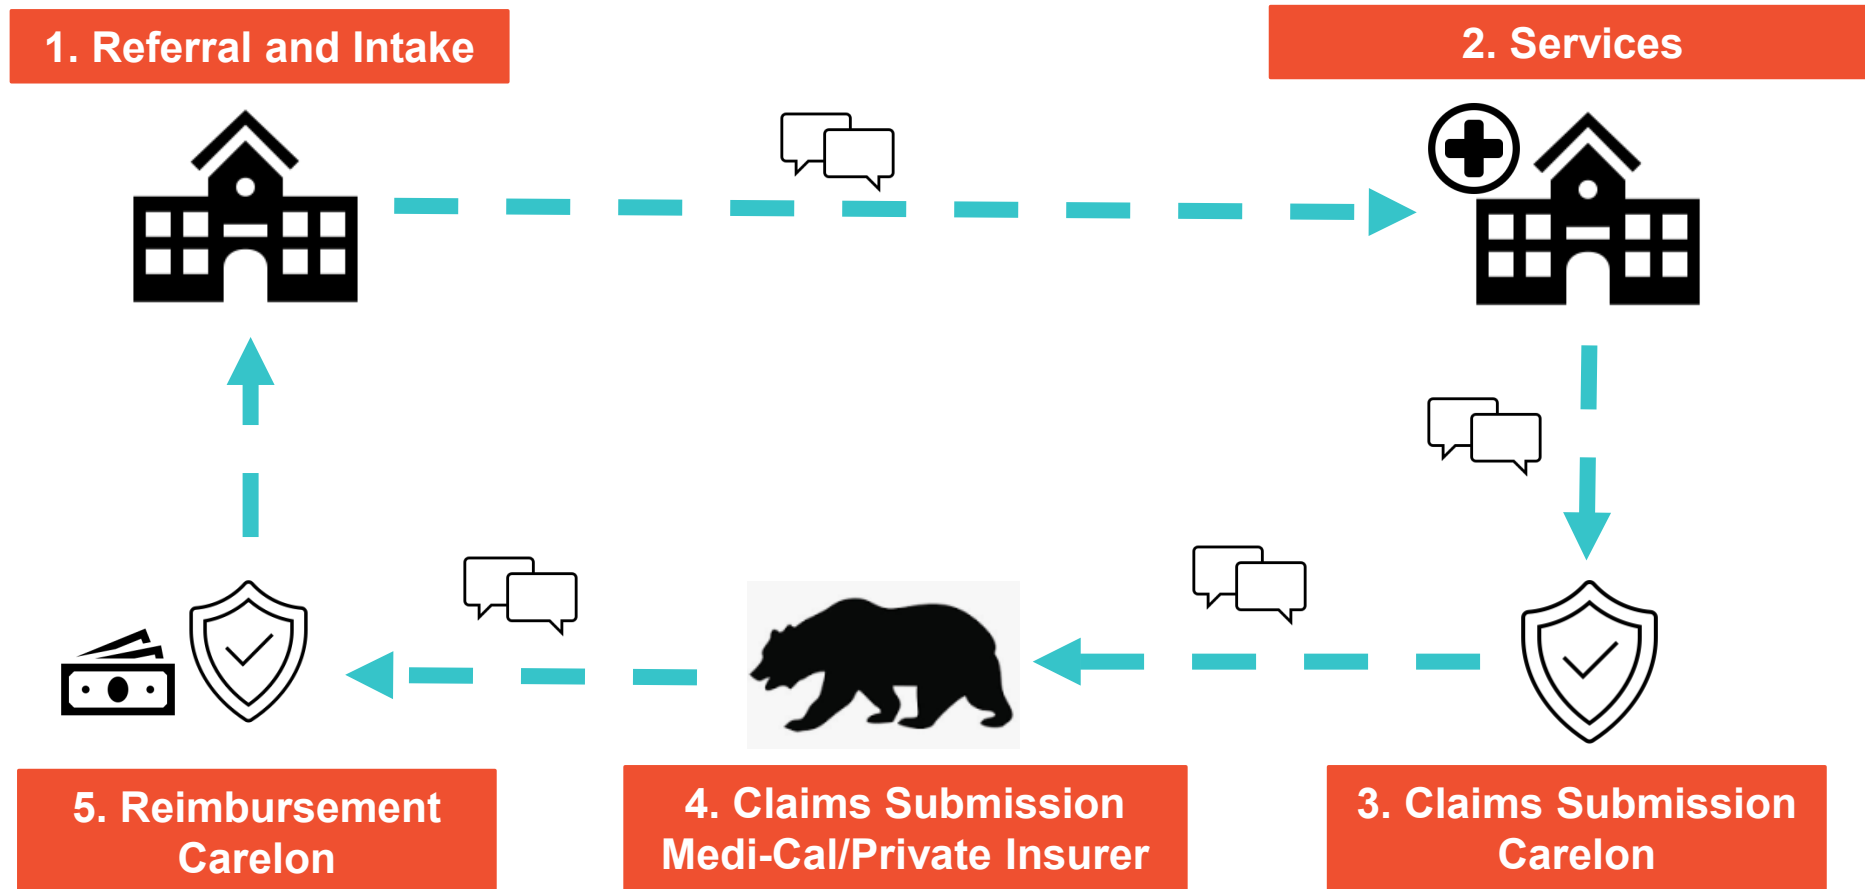 1. Referral and Intake
2. Services
5. Reimbursement
Carelon
4. Claims Submission
Medi-Cal/Private Insurer
3. Claims Submission
Carelon